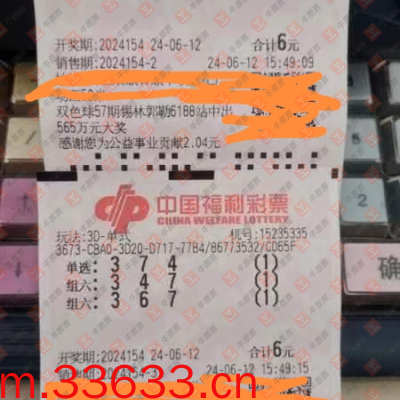 开奖期:2024154 24-06-12 合计6元
销售期:2024154-2 24-06-12 15:49:09
双色球57期锡林郭勒6188站中出
565万元大奖
感谢您为公益事业贡献2.04元
中国福利彩票
CHINA WELFARE LOTTERY
玩法:3D-单式 机号:15235335
3673-CBA0-3D20-D717-77B4/86773532/CD65F
单选: 3 7 4 (1)
组六: 3 4 7 (1)
组六: 3 6 7 (1)
开奖期:2024154 24-06-12 合计6元
24-06-12 15:49:15
m.33633.cn
确